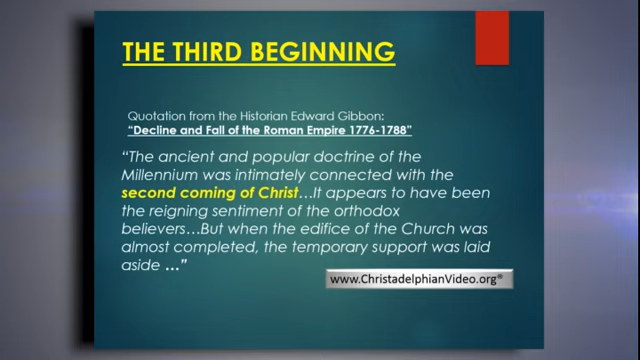 THE THIRD BEGINNING
Quotation from the Historian Edward Gibbon:
“Decline and Fall of the Roman Empire 1776-1788”
“The ancient and popular doctrine of the
Millennium was intimately connected with the
second coming of Christ…It appears to have been
the reigning sentiment of the orthodox
believers…But when the edifice of the Church was
almost completed, the temporary support was laid
aside …”
www.ChristadelphianVideo.org®